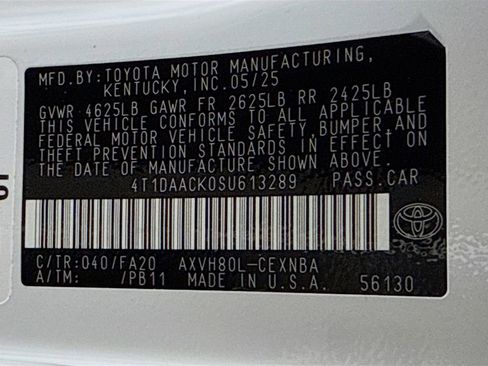 MFD.BY:TOYOTA MOTOR MANUFACTURING,
KENTUCKY,INC.05/25
GVWR 4625LB GAWR FR 2625LB RR 2425LB
THIS VEHICLE CONFORMS TO ALL APPLICABLE
FEDERAL MOTOR VEHICLE SAFETY,BUMPER,AND
THEFT PREVENTION STANDARDS IN EFFECT ON
THE DATE OF MANUFACTURE SHOWN ABOVE.
4T1DAACK0SU613289 PASS.CAR
C/TR:040/FA20 AXVH80L-CEXNBA
A/TM: /PB11 MADE IN U.S.A. 56130